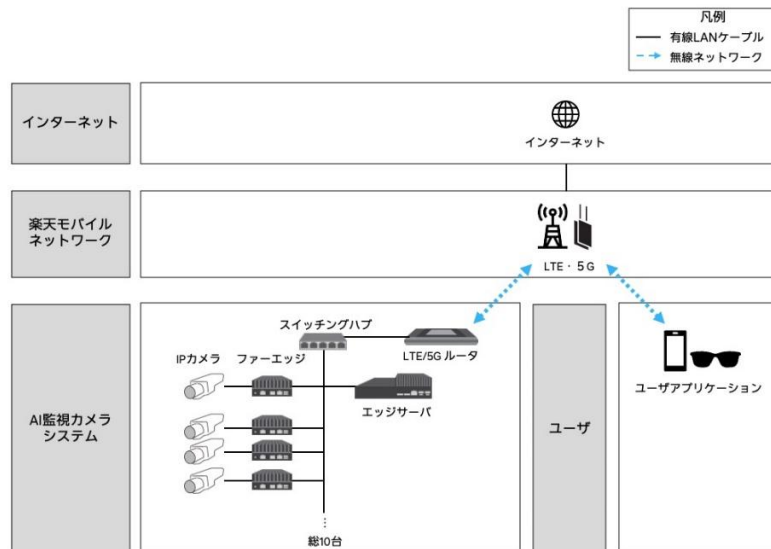 凡例
有線LANケーブル
無線ネットワーク
インターネット
インターネット
楽天モバイル
ネットワーク
LTE・5G
AI監視カメラ
システム
スイッチングハブ
LTE/5G ルータ
IPカメラ
ファーエッジ
エッジサーバ
⋮
総10台
ユーザ
ユーザアプリケーション